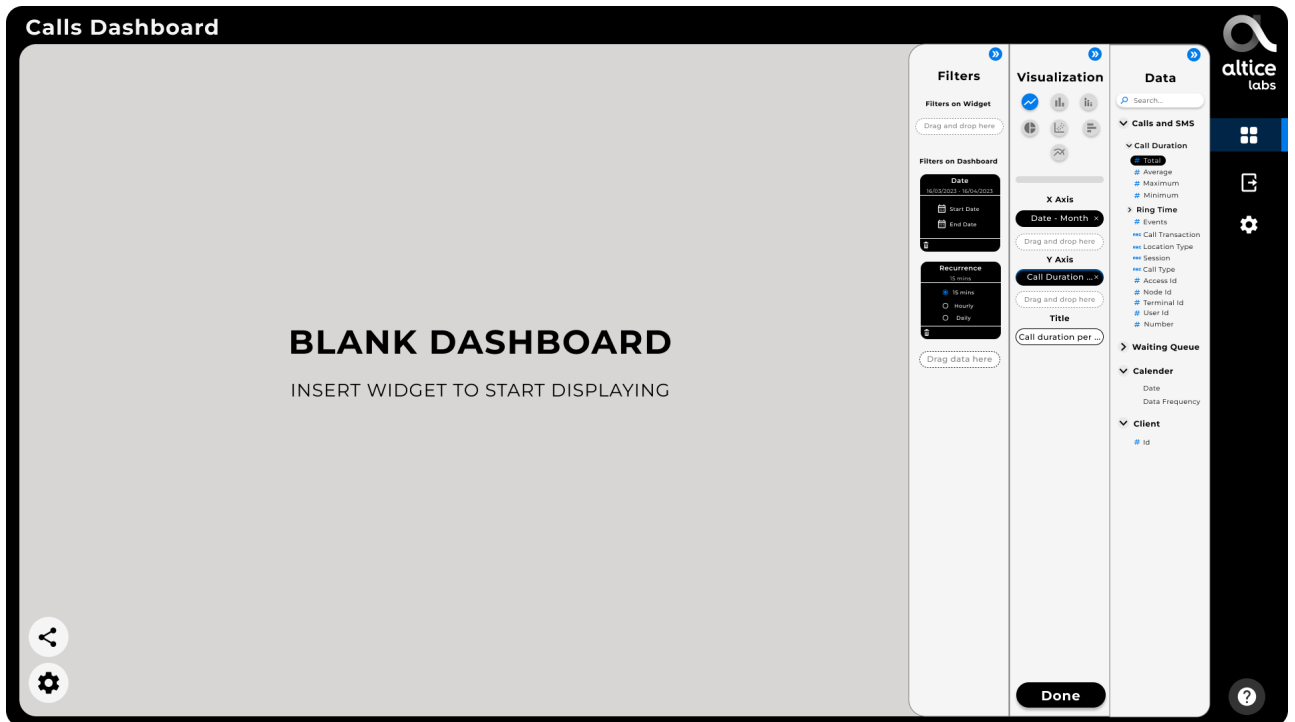 Calls Dashboard
BLANK DASHBOARD
INSERT WIDGET TO START DISPLAYING
Filters
Filters on Widget
Drag and drop here
Filters on Dashboard
Date
16/03/2023 - 16/04/2023
Start Date
End Date
Recurrence
15 mins
15 mins
Hourly
Daily
Drag data here
Visualization
X Axis
Date - Month ×
Drag and drop here
Y Axis
Call Duration ...×
Drag and drop here
Title
Call duration per ...
Done
Data
Search...
Calls and SMS
Call Duration
# Total
# Average
# Maximum
# Minimum
Ring Time
# Events
ABC Call Transaction
ABC Location Type
ABC Session
ABC Call Type
# Access Id
# Node Id
# Terminal Id
# User Id
# Number
Waiting Queue
Calender
Date
Data Frequency
Client
# Id
altice
labs
?